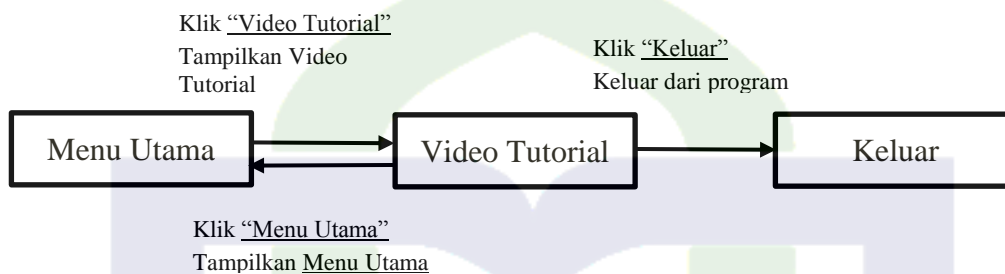 Klik “Video Tutorial”
Tampilkan Video
Tutorial
Klik “Keluar”
Keluar dari program
Menu Utama
Video Tutorial
Keluar
Klik “Menu Utama”
Tampilkan Menu Utama